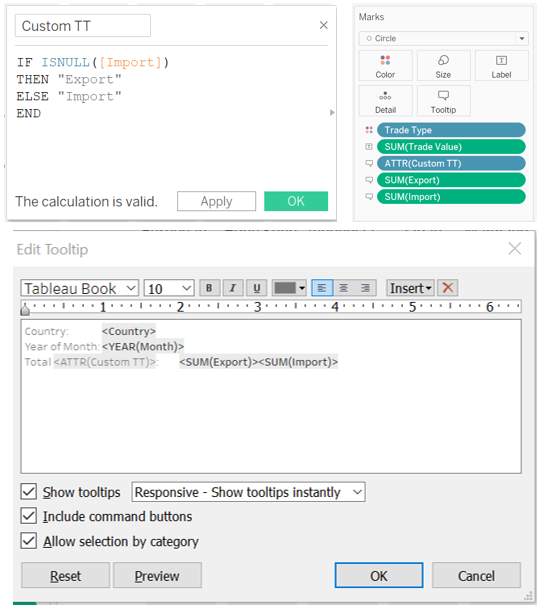 Custom TT
IF ISNULL([Import])
THEN "Export"
ELSE "Import"
END
The calculation is valid.
Apply
OK
Marks
Circle
Color
Size
Label
Detail
Tooltip
Trade Type
SUM(Trade Value)
ATTR(Custom TT)
SUM(Export)
SUM(Import)
Edit Tooltip
Tableau Book 10 B I U Insert
1 2 3 4 5 6
Country: <Country>
Year of Month: <YEAR(Month)>
Total <ATTR(Custom TT)>: <SUM(Export)><SUM(Import)>
Show tooltips Responsive - Show tooltips instantly
Include command buttons
Allow selection by category
Reset Preview OK Cancel